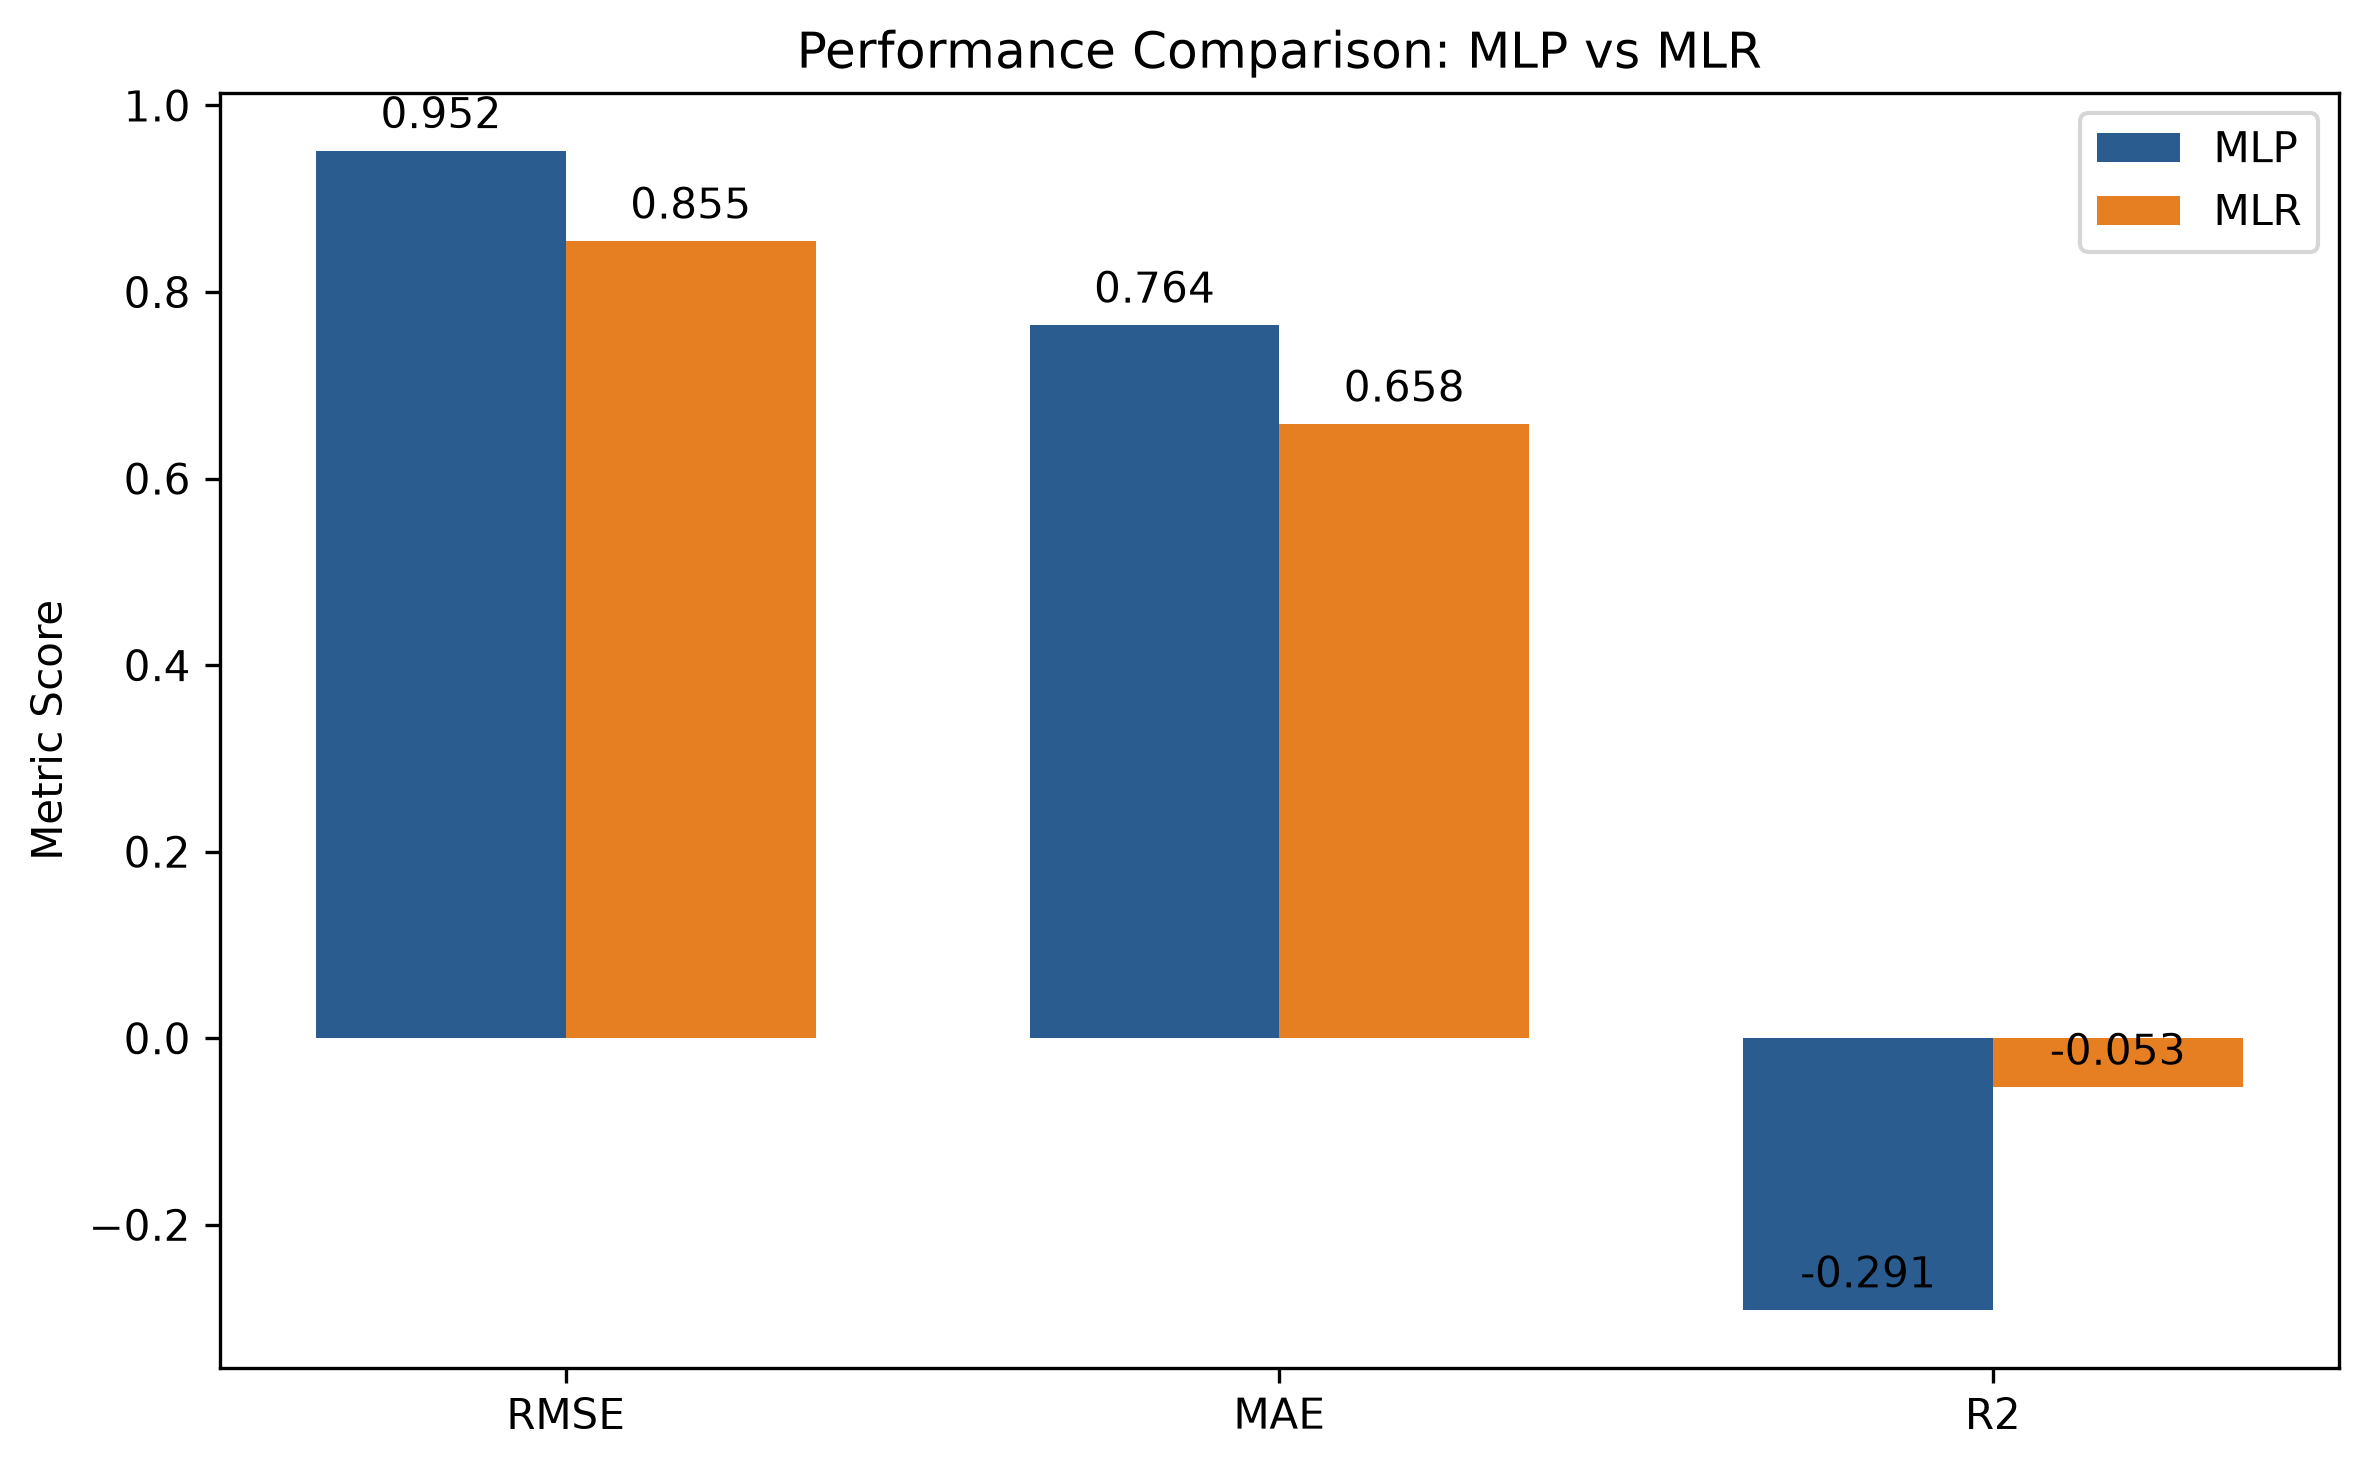 Performance Comparison: MLP vs MLR
Metric Score
1.0
0.8
0.6
0.4
0.2
0.0
−0.2
0.952
0.855
0.764
0.658
-0.291
-0.053
RMSE
MAE
R2
MLP
MLR